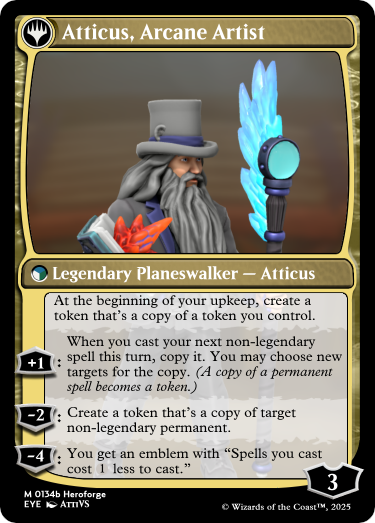 Atticus, Arcane Artist
Legendary Planeswalker — Atticus
At the beginning of your upkeep, create a
token that's a copy of a token you control.
+1: When you cast your next non-legendary
spell this turn, copy it. You may choose new
targets for the copy. (A copy of a permanent
spell becomes a token.)
-2: Create a token that's a copy of target
non-legendary permanent.
-4: You get an emblem with “Spells you cast
cost 1 less to cast.”
3
M 0134b Heroforge
EYE AttiVS
© Wizards of the Coast™, 2025